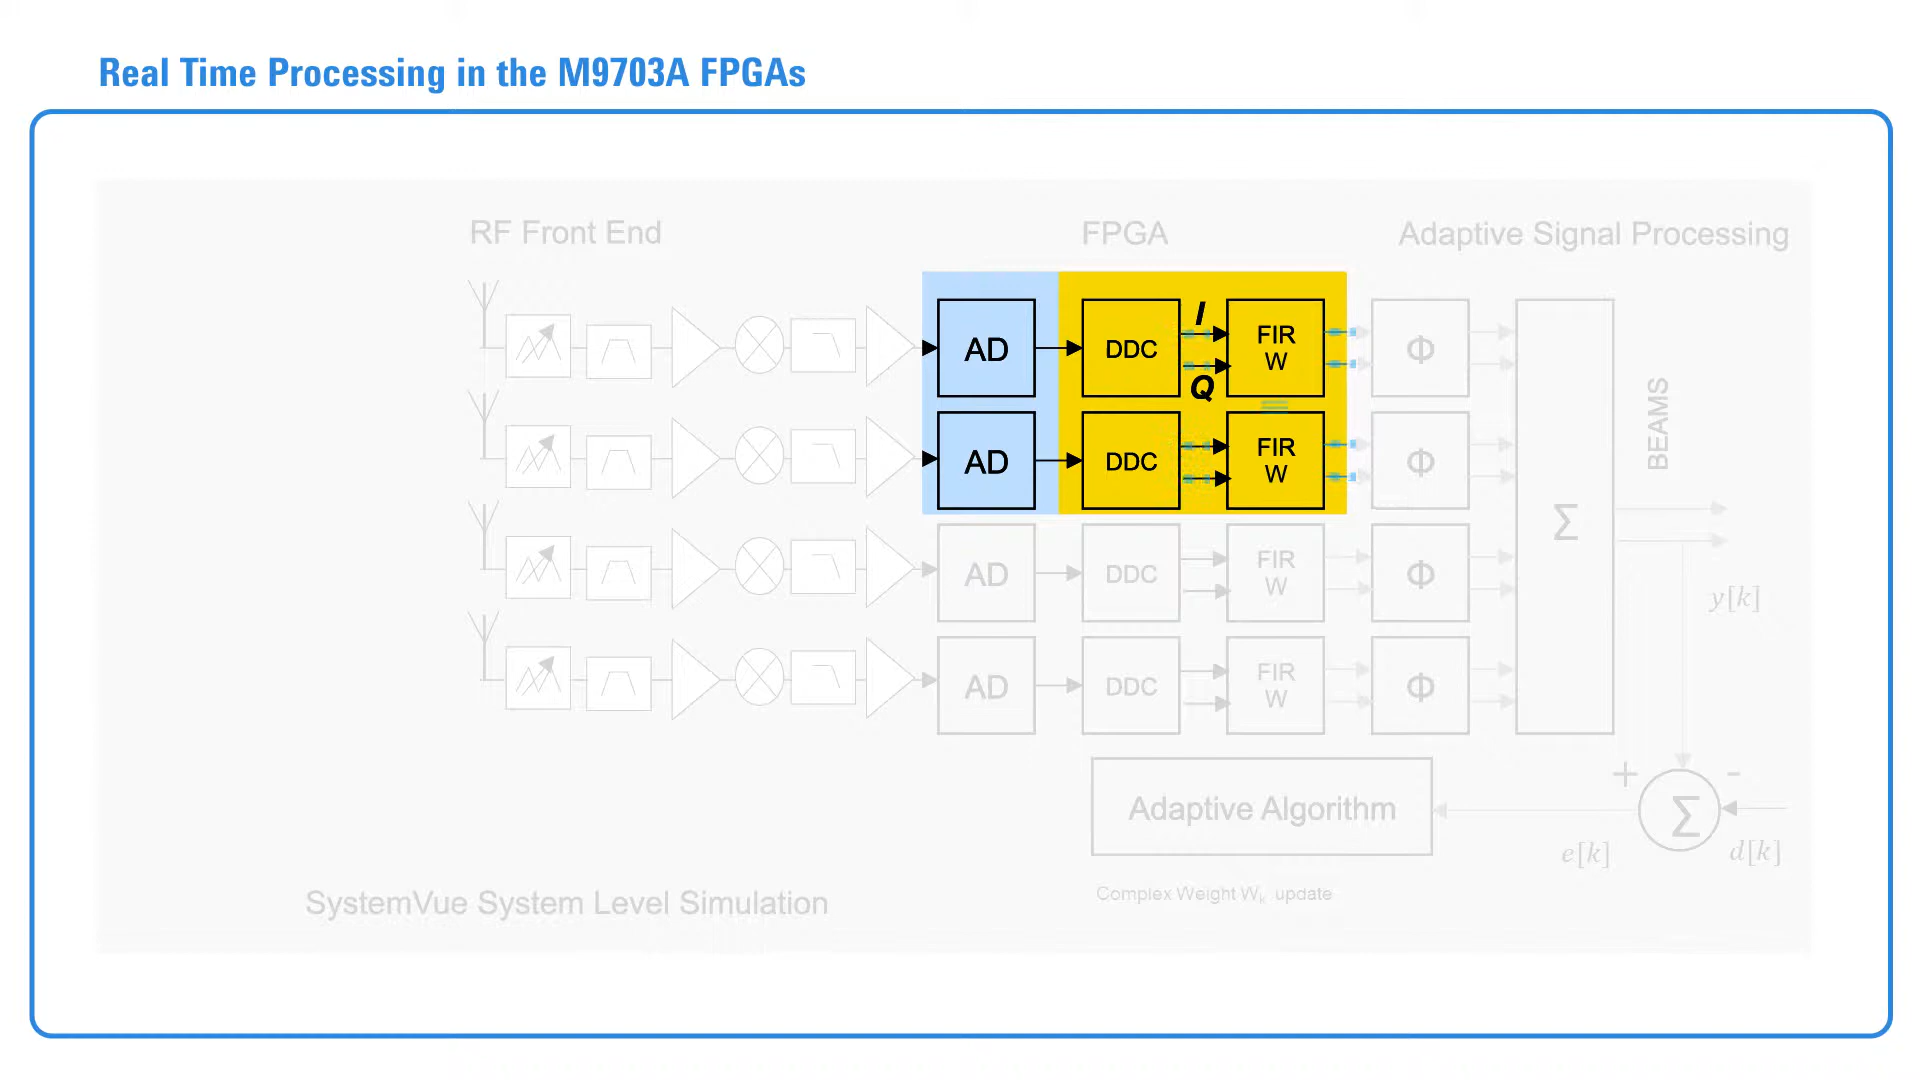 Real Time Processing in the M9703A FPGAs
RF Front End
FPGA
Adaptive Signal Processing
AD
DDC
I
Q
FIR
W
Φ
AD
DDC
FIR
W
Φ
AD
DDC
FIR
W
Φ
AD
DDC
FIR
W
Φ
Σ
BEAMS
y[k]
+
-
Σ
e[k]
d[k]
Adaptive Algorithm
Complex Weight Wk update
SystemVue System Level Simulation